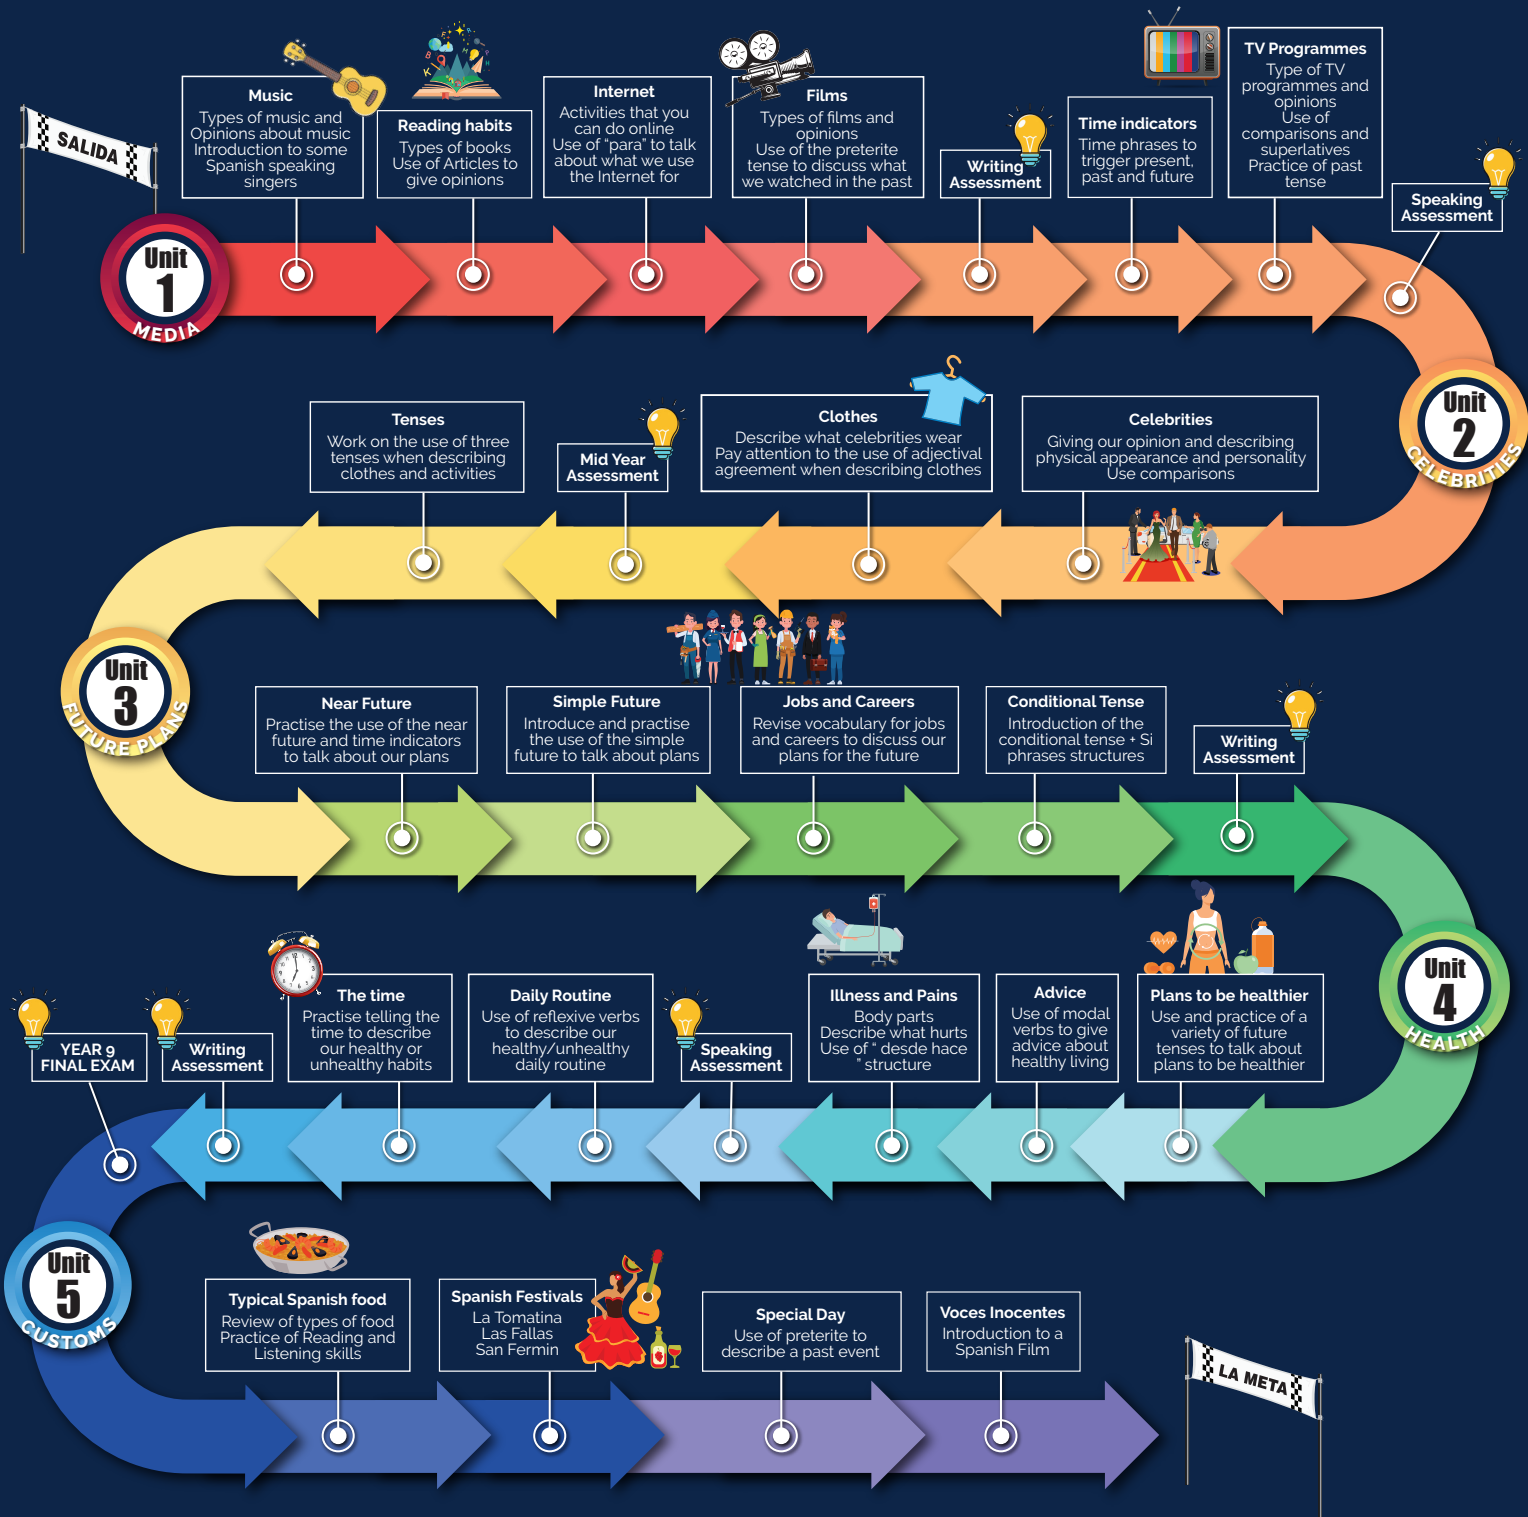 SALIDA
Music
Types of music and
Opinions about music
Introduction to some
Spanish speaking
singers
Reading habits
Types of books
Use of Articles to
give opinions
Internet
Activities that you
can do online
Use of "para" to talk
about what we use
the Internet for
Films
Types of films and
opinions
Use of the preterite
tense to discuss what
we watched in the past
Writing
Assessment
Time indicators
Time phrases to
trigger present,
past and future
TV Programmes
Type of TV
programmes and
opinions
Use of
comparisons and
superlatives
Practice of past
tense
Speaking
Assessment
Unit
1
MEDIA
Unit
2
CELEBRITIES
Celebrities
Giving our opinion and describing
physical appearance and personality
Use comparisons
Clothes
Describe what celebrities wear
Pay attention to the use of adjectival
agreement when describing clothes
Mid Year
Assessment
Tenses
Work on the use of three
tenses when describing
clothes and activities
Unit
3
FUTURE PLANS
Near Future
Practise the use of the near
future and time indicators
to talk about our plans
Simple Future
Introduce and practise
the use of the simple
future to talk about plans
Jobs and Careers
Revise vocabulary for jobs
and careers to discuss our
plans for the future
Conditional Tense
Introduction of the
conditional tense + Si
phrases structures
Writing
Assessment
Unit
4
HEALTH
Plans to be healthier
Use and practice of a
variety of future
tenses to talk about
plans to be healthier
Advice
Use of modal
verbs to give
advice about
healthy living
Illness and Pains
Body parts
Describe what hurts
Use of " desde hace
" structure
Speaking
Assessment
Daily Routine
Use of reflexive verbs
to describe our
healthy/unhealthy
daily routine
The time
Practise telling the
time to describe
our healthy or
unhealthy habits
Writing
Assessment
YEAR 9
FINAL EXAM
Unit
5
CUSTOMS
Typical Spanish food
Review of types of food
Practice of Reading and
Listening skills
Spanish Festivals
La Tomatina
Las Fallas
San Fermin
Special Day
Use of preterite to
describe a past event
Voces Inocentes
Introduction to a
Spanish Film
LA META